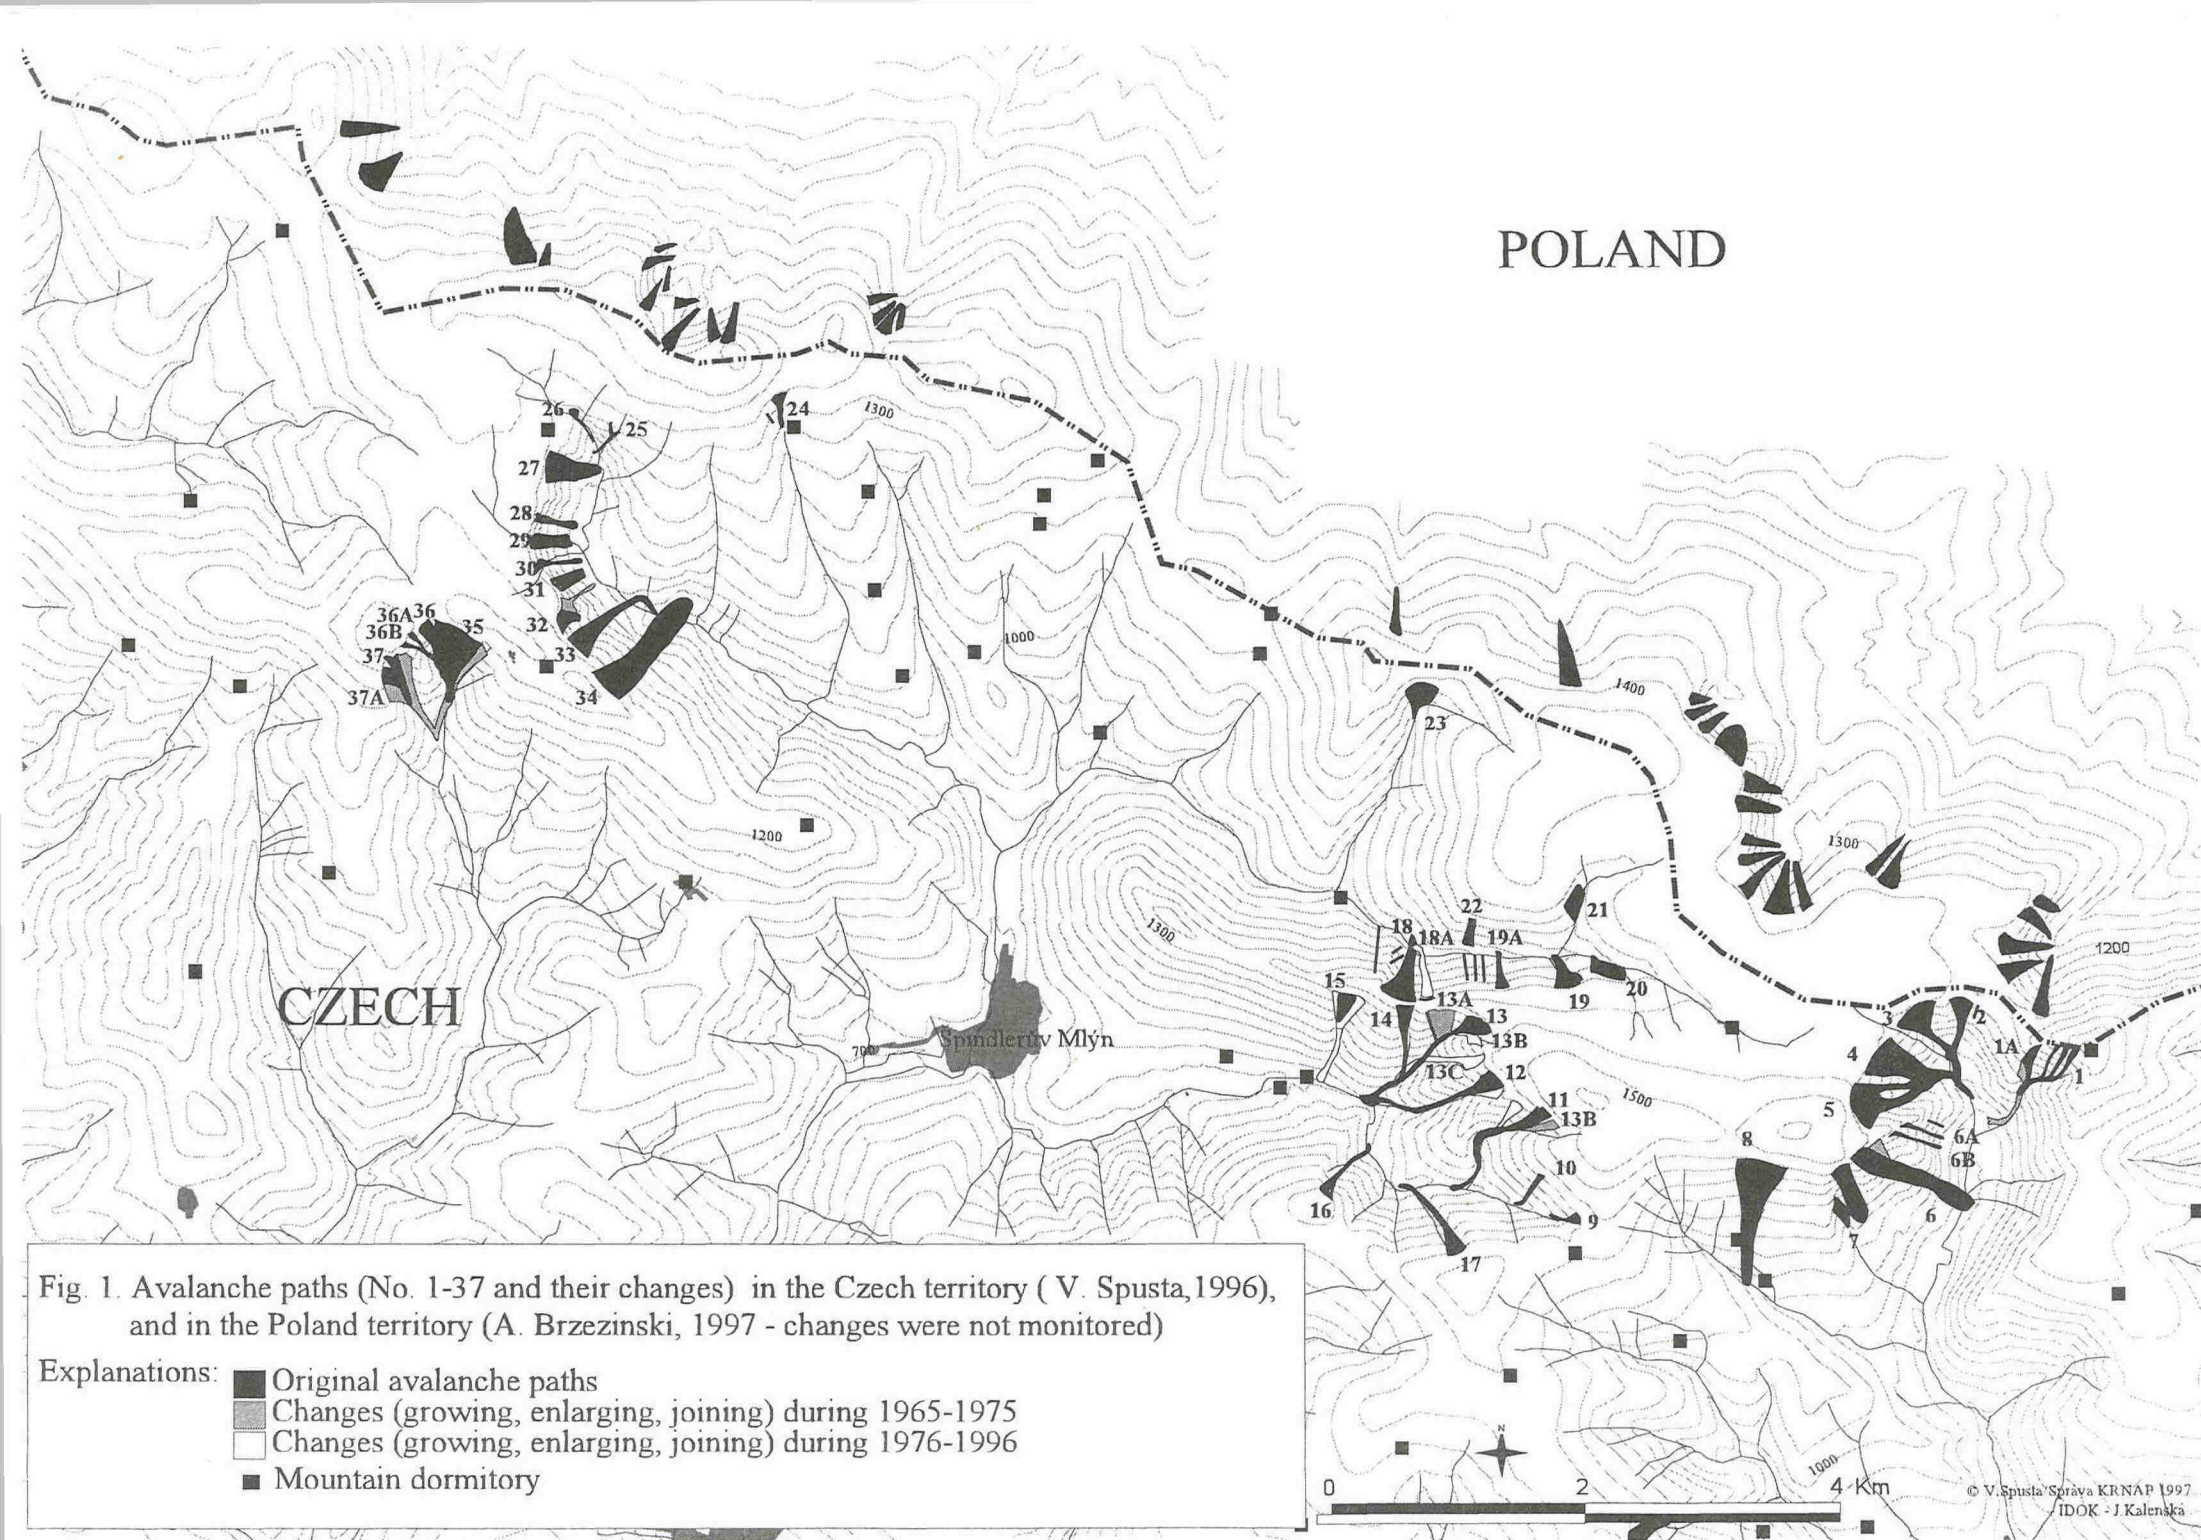 POLAND
26
24
1300
25
27
28
29
30
31
36A
36
36B
35
32
1000
37
33
37A
34
1400
23
1200
1300
22
21
18
18A
19A
1300
1200
15
19
20
13A
14
13
3
2
CZECH
Špindlerův Mlýn
13B
700
4
1A
13C
12
1
1500
11
5
13B
6A
8
6B
10
16
9
6
7
17
Fig. 1. Avalanche paths (No. 1-37 and their changes) in the Czech territory ( V. Spusta,1996),
and in the Poland territory (A. Brzezinski, 1997 - changes were not monitored)
Explanations:
Original avalanche paths
Changes (growing, enlarging, joining) during 1965-1975
Changes (growing, enlarging, joining) during 1976-1996
Mountain dormitory
N
1000
0 2 4 Km
© V.Spusta Správa KRNAP 1997
IDOK - J.Kalenská